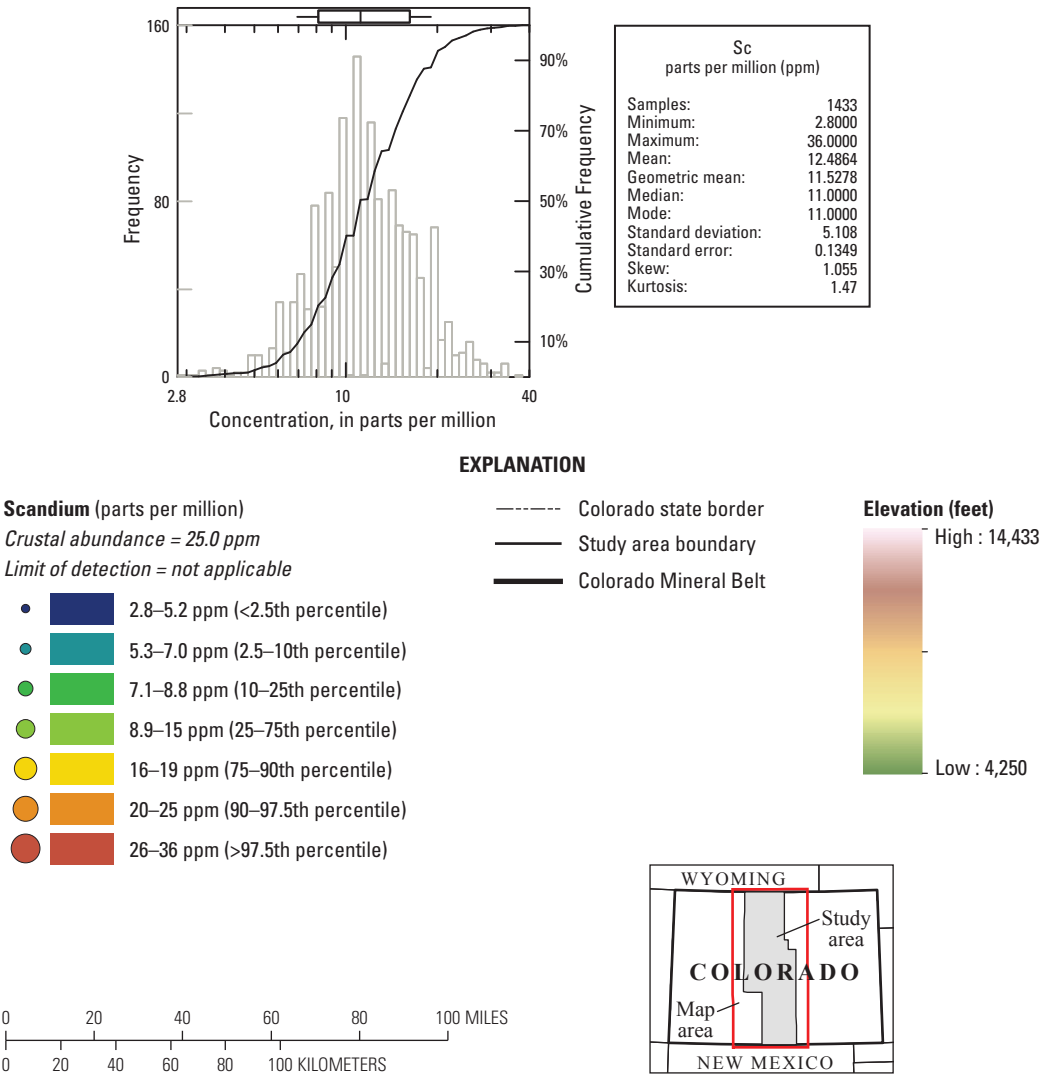 160
80
0
Frequency
2.8
10
40
Concentration, in parts per million
90%
70%
50%
30%
10%
Cumulative Frequency
Sc
parts per million (ppm)
Samples: 1433
Minimum: 2.8000
Maximum: 36.0000
Mean: 12.4864
Geometric mean: 11.5278
Median: 11.0000
Mode: 11.0000
Standard deviation: 5.108
Standard error: 0.1349
Skew: 1.055
Kurtosis: 1.47
EXPLANATION
Scandium (parts per million)
Crustal abundance = 25.0 ppm
Limit of detection = not applicable
2.8–5.2 ppm (<2.5th percentile)
5.3–7.0 ppm (2.5–10th percentile)
7.1–8.8 ppm (10–25th percentile)
8.9–15 ppm (25–75th percentile)
16–19 ppm (75–90th percentile)
20–25 ppm (90–97.5th percentile)
26–36 ppm (>97.5th percentile)
Colorado state border
Study area boundary
Colorado Mineral Belt
Elevation (feet)
High : 14,433
Low : 4,250
0 20 40 60 80 100 MILES
0 20 40 60 80 100 KILOMETERS
WYOMING
Study
area
COLORADO
Map
area
NEW MEXICO